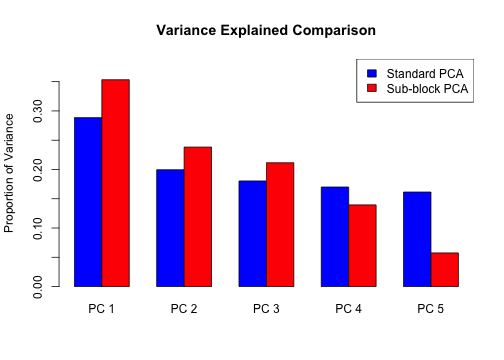 Variance Explained Comparison
Standard PCA
Sub-block PCA
Proportion of Variance
0.30
0.20
0.10
0.00
PC 1 PC 2 PC 3 PC 4 PC 5